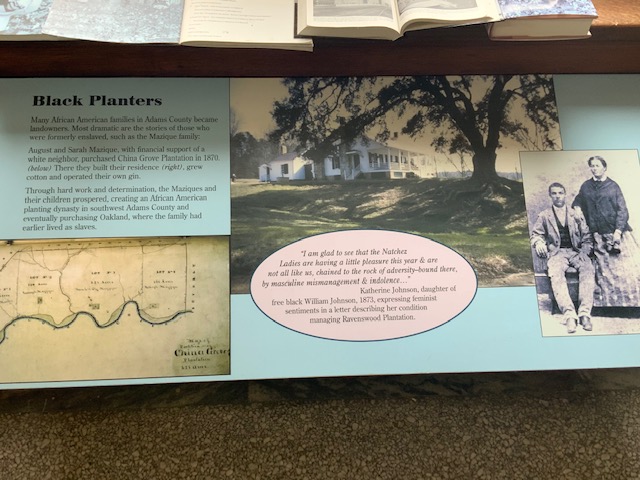 Black Planters
Many African American families in Adams County became
landowners. Most dramatic are the stories of those who
were formerly enslaved, such as the Mazique family:
August and Sarah Mazique, with financial support of a
white neighbor, purchased China Grove Plantation in 1870.
(below) There they built their residence (right), grew
cotton and operated their own gin.
Through hard work and determination, the Maziques and
their children prospered, creating an African American
planting dynasty in southwest Adams County and
eventually purchasing Oakland, where the family had
earlier lived as slaves.
"I am glad to see that the Natchez
Ladies are having a little pleasure this year & are
not all like us, chained to the rock of adversity–bound there,
by masculine mismanagement & indolence…"
Katherine Johnson, daughter of
free black William Johnson, 1873, expressing feminist
sentiments in a letter describing her condition
managing Ravenswood Plantation.
Map of
China Grove
Plantation